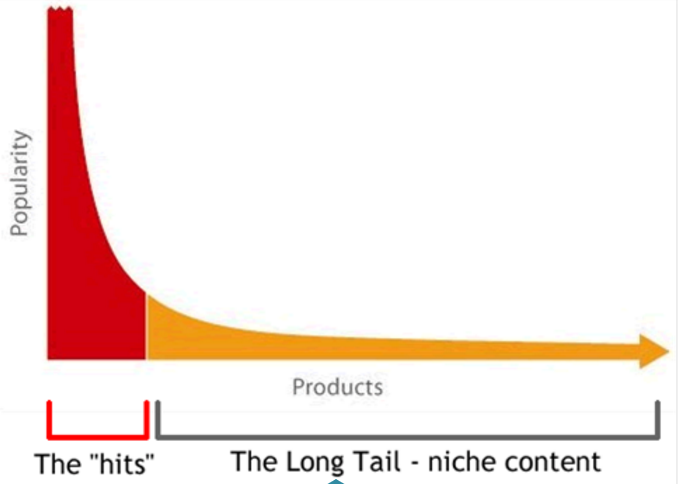 Popularity
Products
The "hits"
The Long Tail - niche content